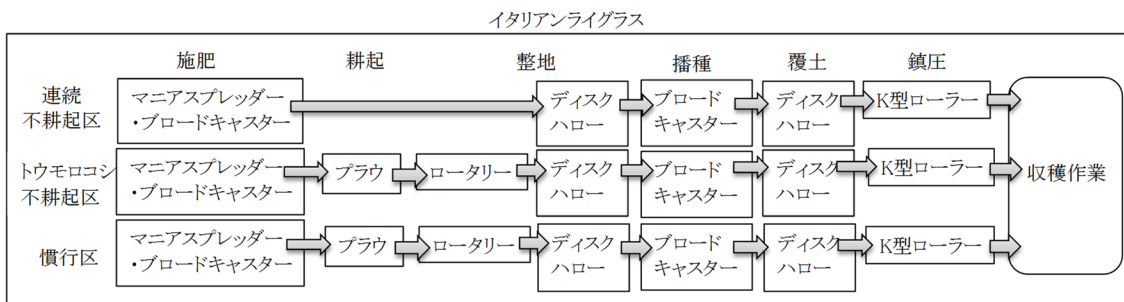 イタリアンライグラス
施肥 耕起 整地 播種 覆土 鎮圧
連続
不耕起区
マニアスプレッダー
・ブロードキャスター
ディスク
ハロー
ブロード
キャスター
ディスク
ハロー
K型ローラー
トウモロコシ
不耕起区
マニアスプレッダー
・ブロードキャスター
プラウ
ロータリー
ディスク
ハロー
ブロード
キャスター
ディスク
ハロー
K型ローラー
収穫作業
慣行区
マニアスプレッダー
・ブロードキャスター
プラウ
ロータリー
ディスク
ハロー
ブロード
キャスター
ディスク
ハロー
K型ローラー